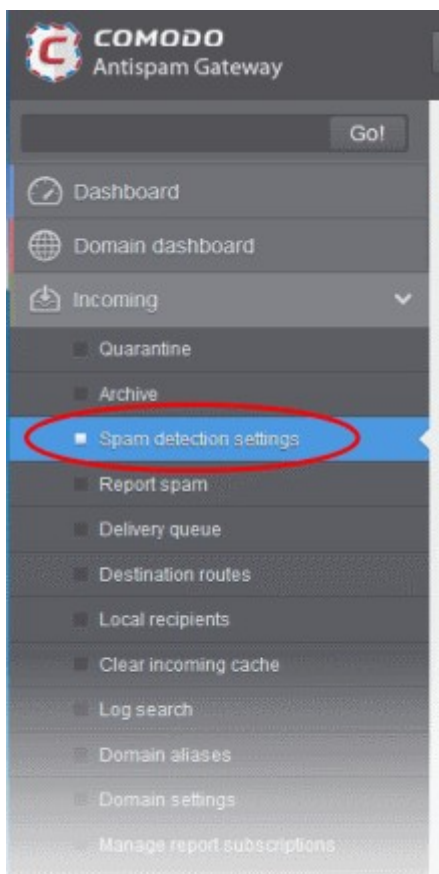 COMODO
Antispam Gateway
Go!
Dashboard
Domain dashboard
Incoming
Quarantine
Archive
Spam detection settings
Report spam
Delivery queue
Destination routes
Local recipients
Clear incoming cache
Log search
Domain aliases
Domain settings
Manage report subscriptions